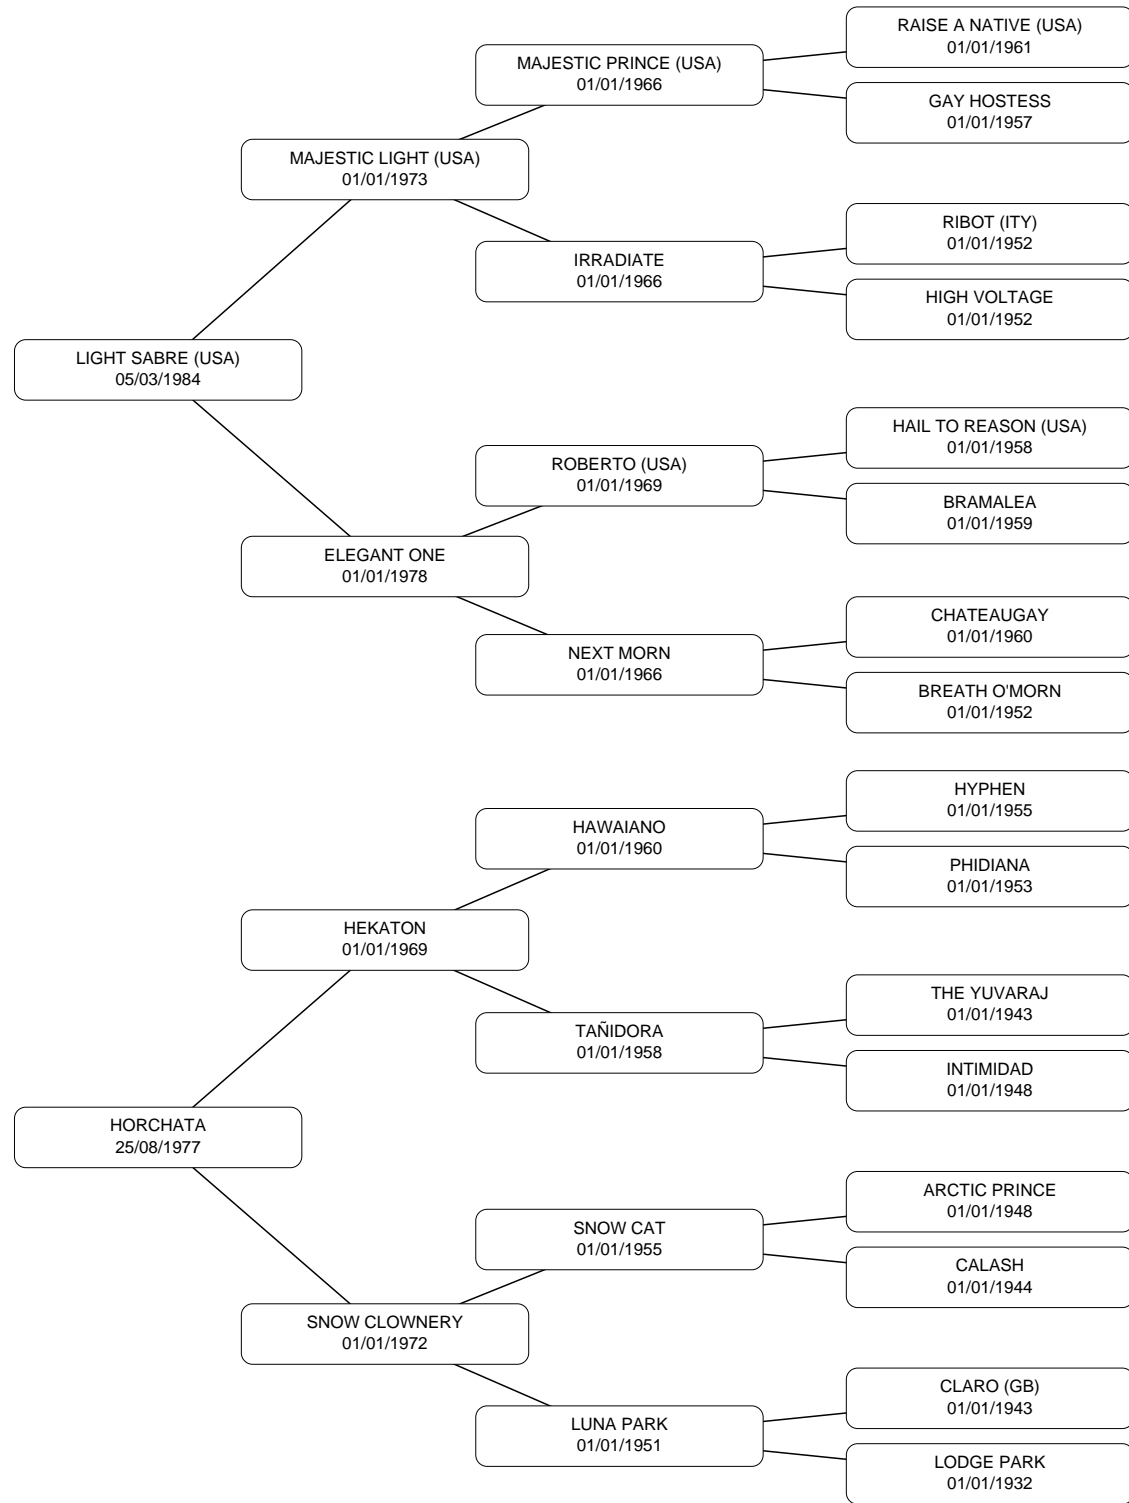 RAISE A NATIVE (USA)
01/01/1961
MAJESTIC PRINCE (USA)
01/01/1966
GAY HOSTESS
01/01/1957
MAJESTIC LIGHT (USA)
01/01/1973
RIBOT (ITY)
01/01/1952
IRRADIATE
01/01/1966
HIGH VOLTAGE
01/01/1952
LIGHT SABRE (USA)
05/03/1984
HAIL TO REASON (USA)
01/01/1958
ROBERTO (USA)
01/01/1969
BRAMALEA
01/01/1959
ELEGANT ONE
01/01/1978
CHATEAUGAY
01/01/1960
NEXT MORN
01/01/1966
BREATH O'MORN
01/01/1952
HYPHEN
01/01/1955
HAWAIANO
01/01/1960
PHIDIANA
01/01/1953
HEKATON
01/01/1969
THE YUVARAJ
01/01/1943
TAÑIDORA
01/01/1958
INTIMIDAD
01/01/1948
HORCHATA
25/08/1977
ARCTIC PRINCE
01/01/1948
SNOW CAT
01/01/1955
CALASH
01/01/1944
SNOW CLOWNERY
01/01/1972
CLARO (GB)
01/01/1943
LUNA PARK
01/01/1951
LODGE PARK
01/01/1932